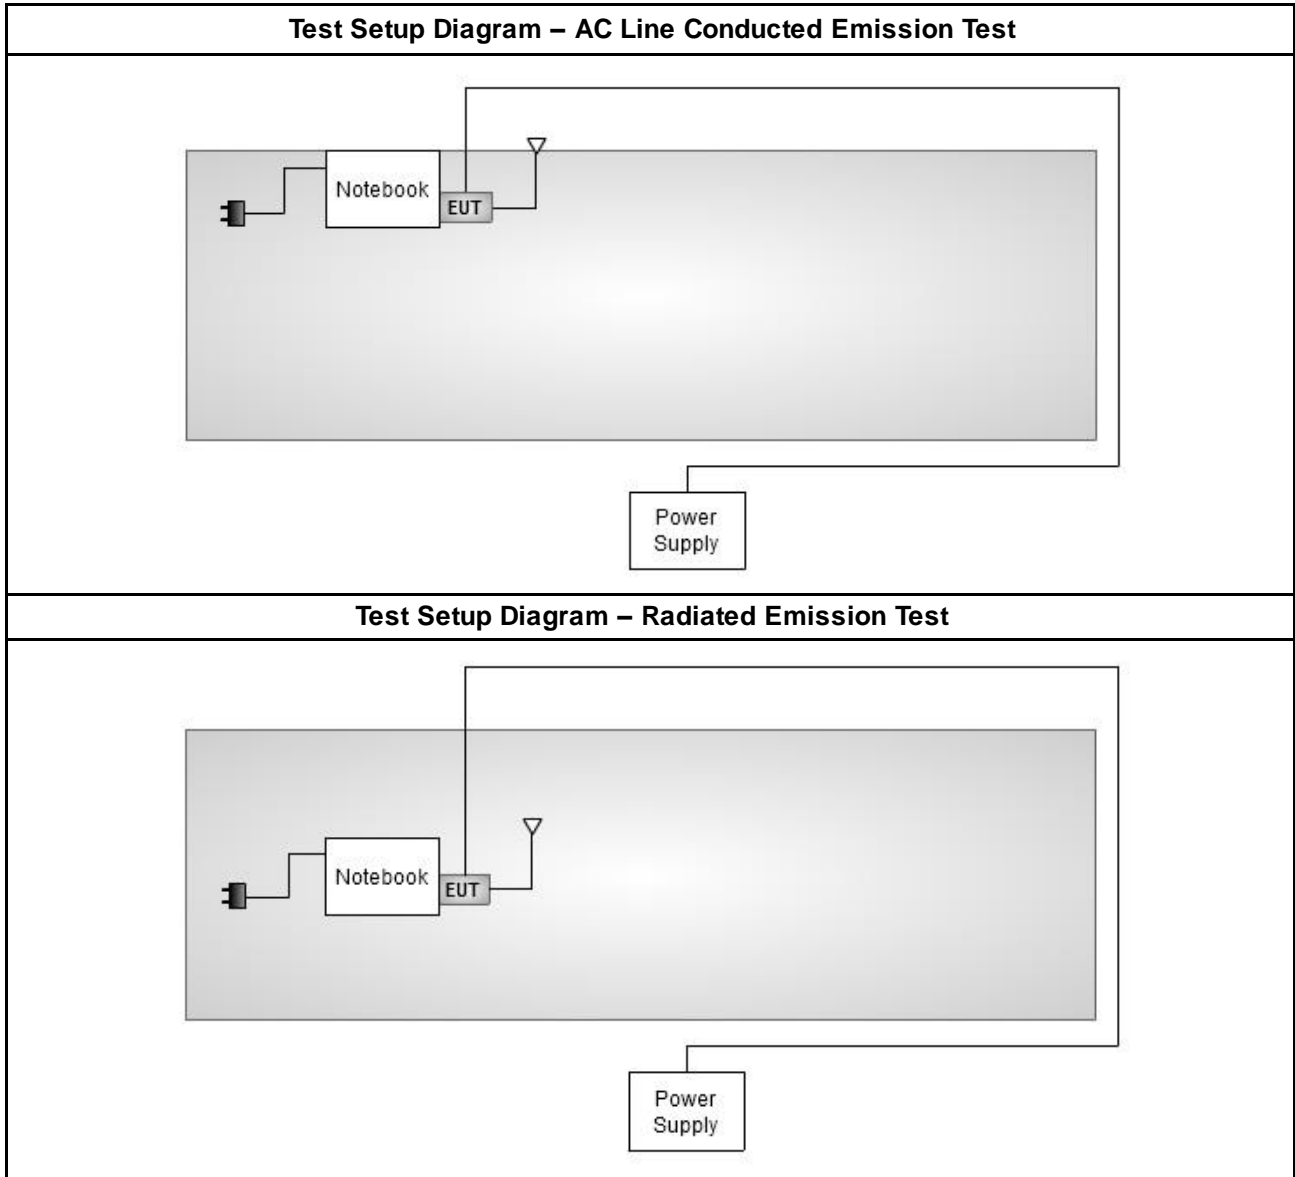 Test Setup Diagram – AC Line Conducted Emission Test
Notebook
EUT
Power
Supply
Test Setup Diagram – Radiated Emission Test
Notebook
EUT
Power
Supply